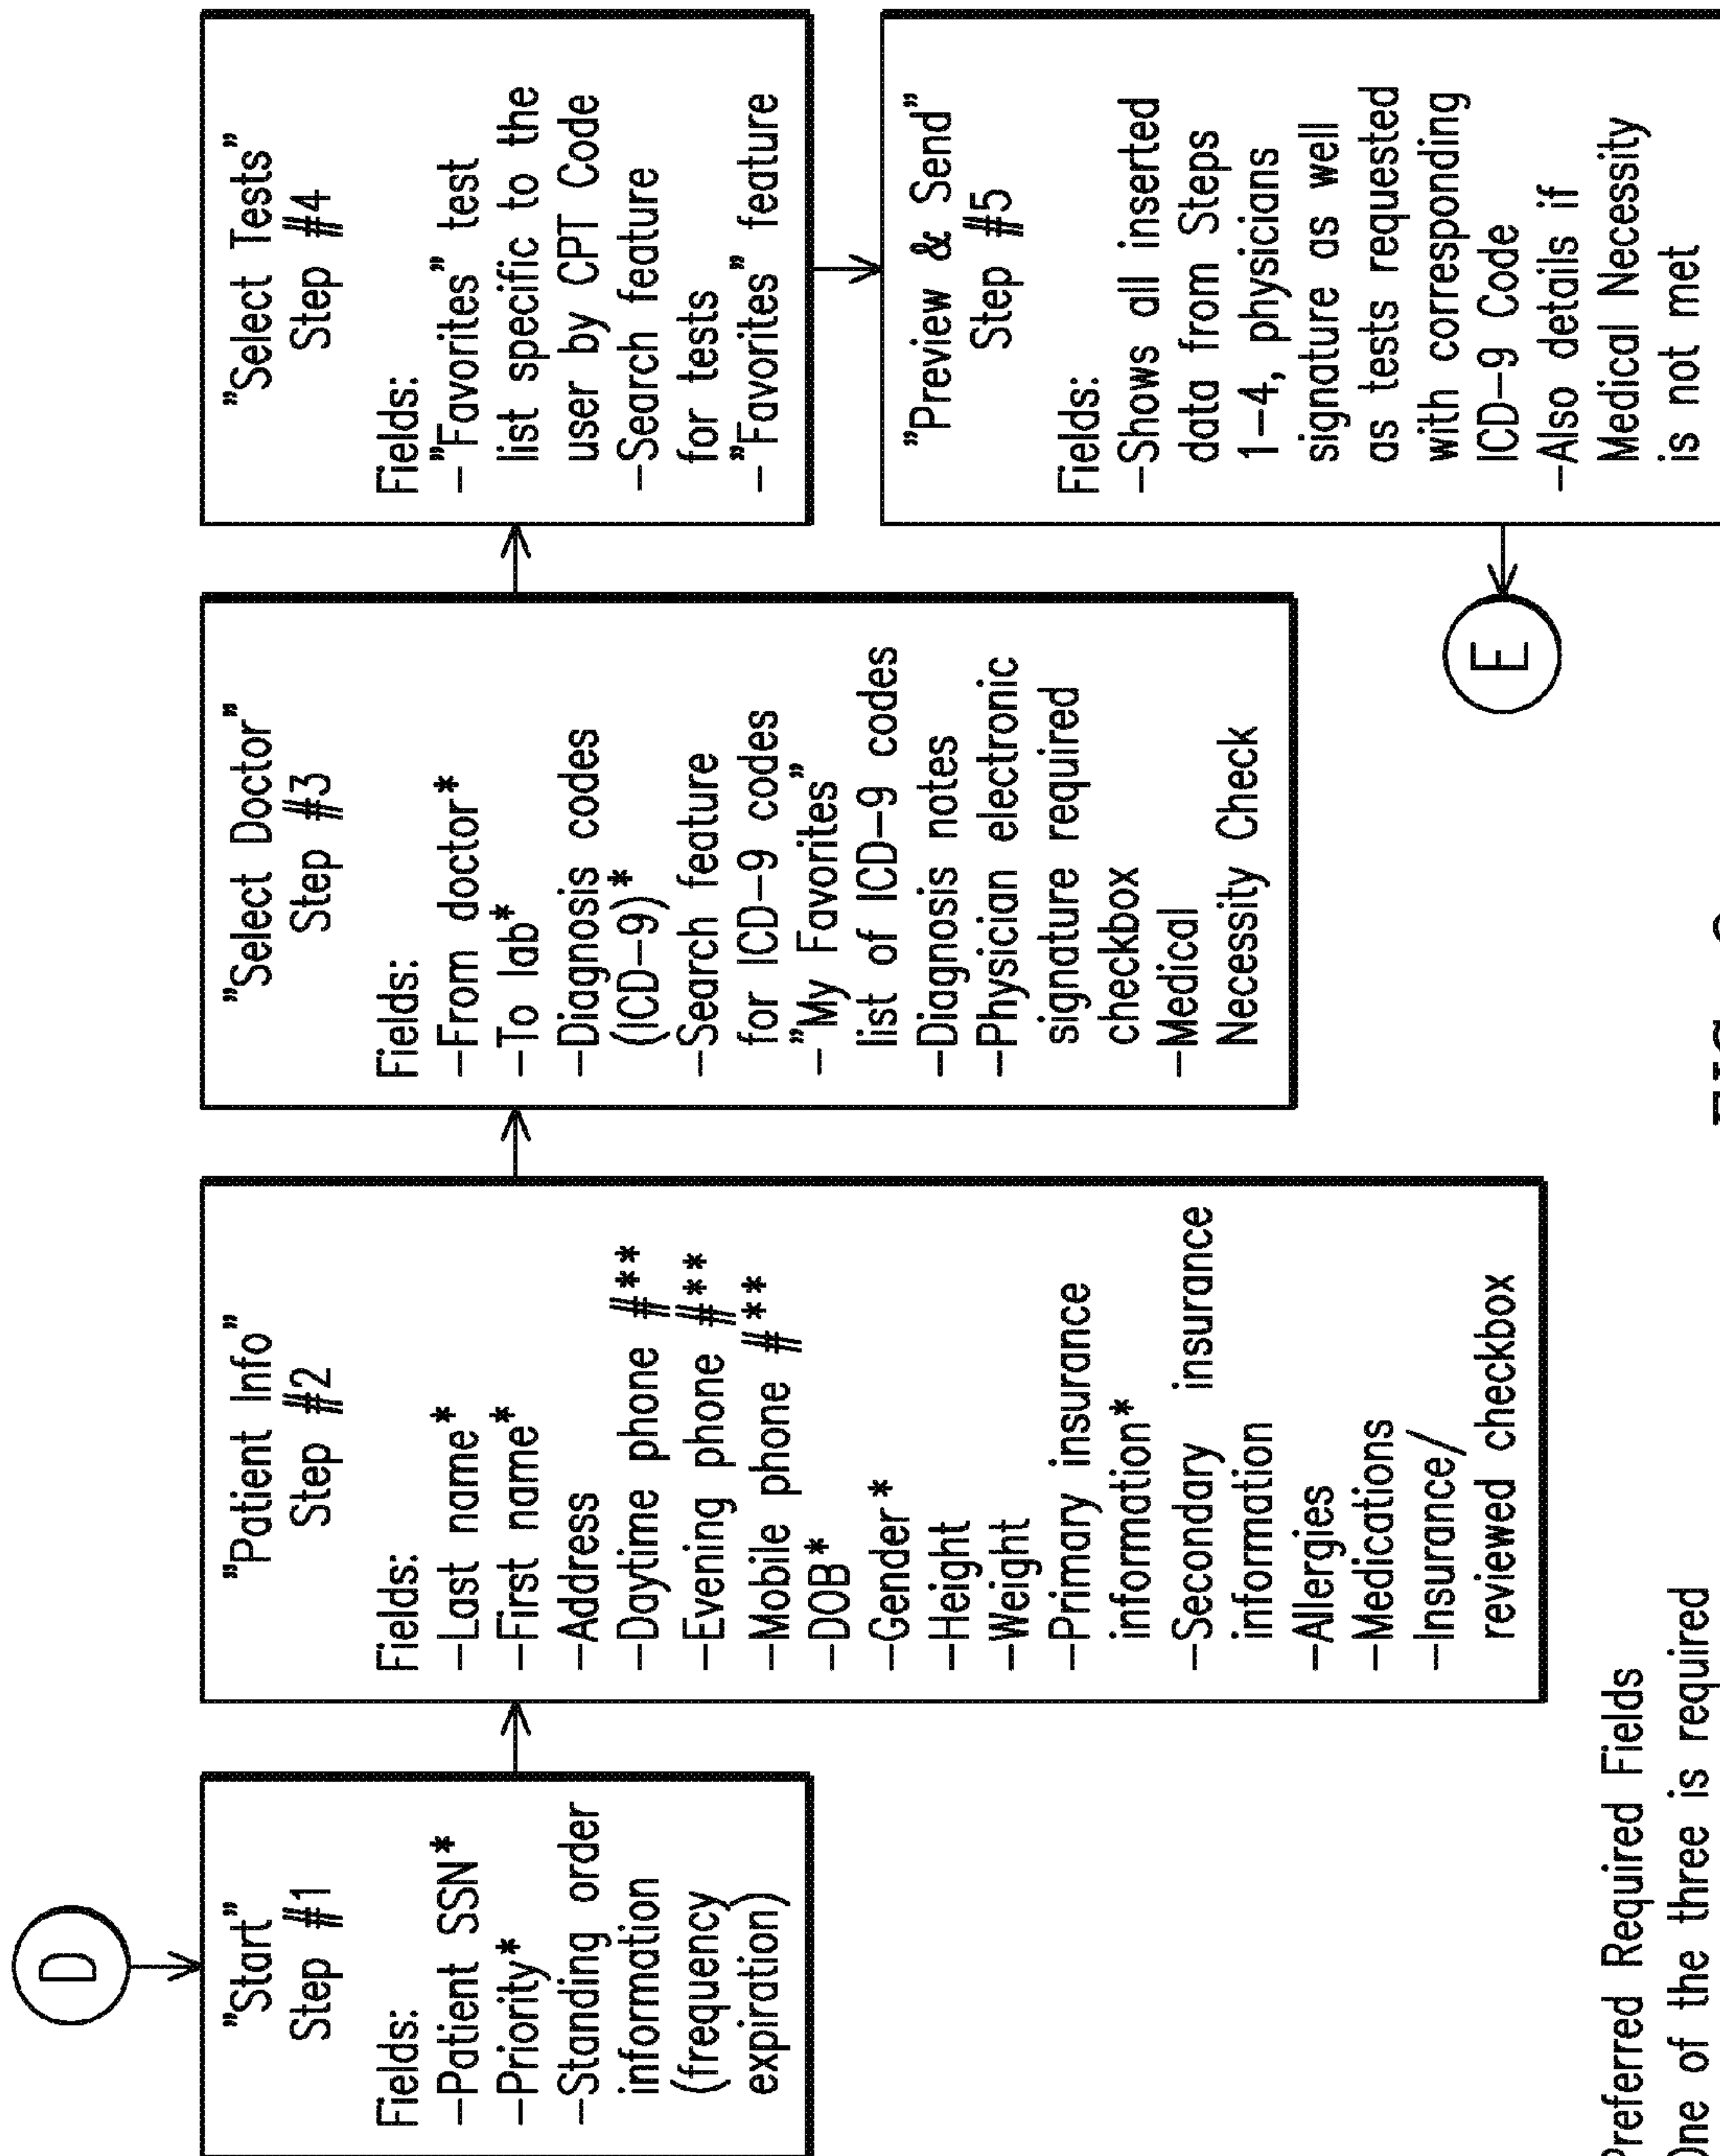 D
"Start"
Step #1
Fields:
-Patient SSN*
-Priority*
-Standing order
information
(frequency
expiration)
"Patient Info"
Step #2
Fields:
-Last name*
-First name*
-Address
-Daytime phone #**
-Evening phone #**
-Mobile phone #**
-DOB*
-Gender*
-Height
-Weight
-Primary insurance
information*
-Secondary insurance
information
-Allergies
-Medications
-Insurance/
reviewed checkbox
"Select Doctor"
Step #3
Fields:
-From doctor*
-To lab*
-Diagnosis codes
(ICD-9)*
-Search feature
for ICD-9 codes
-"My Favorites"
list of ICD-9 codes
-Diagnosis notes
-Physician electronic
signature required
checkbox
-Medical
Necessity Check
"Select Tests"
Step #4
Fields:
-"Favorites" test
list specific to the
user by CPT Code
-Search feature
for tests
-"Favorites" feature
"Preview & Send"
Step #5
Fields:
-Shows all inserted
data from Steps
1-4, physicians
signature as well
as tests requested
with corresponding
ICD-9 Code
-Also details if
Medical Necessity
is not met
E
Preferred Required Fields
One of the three is required